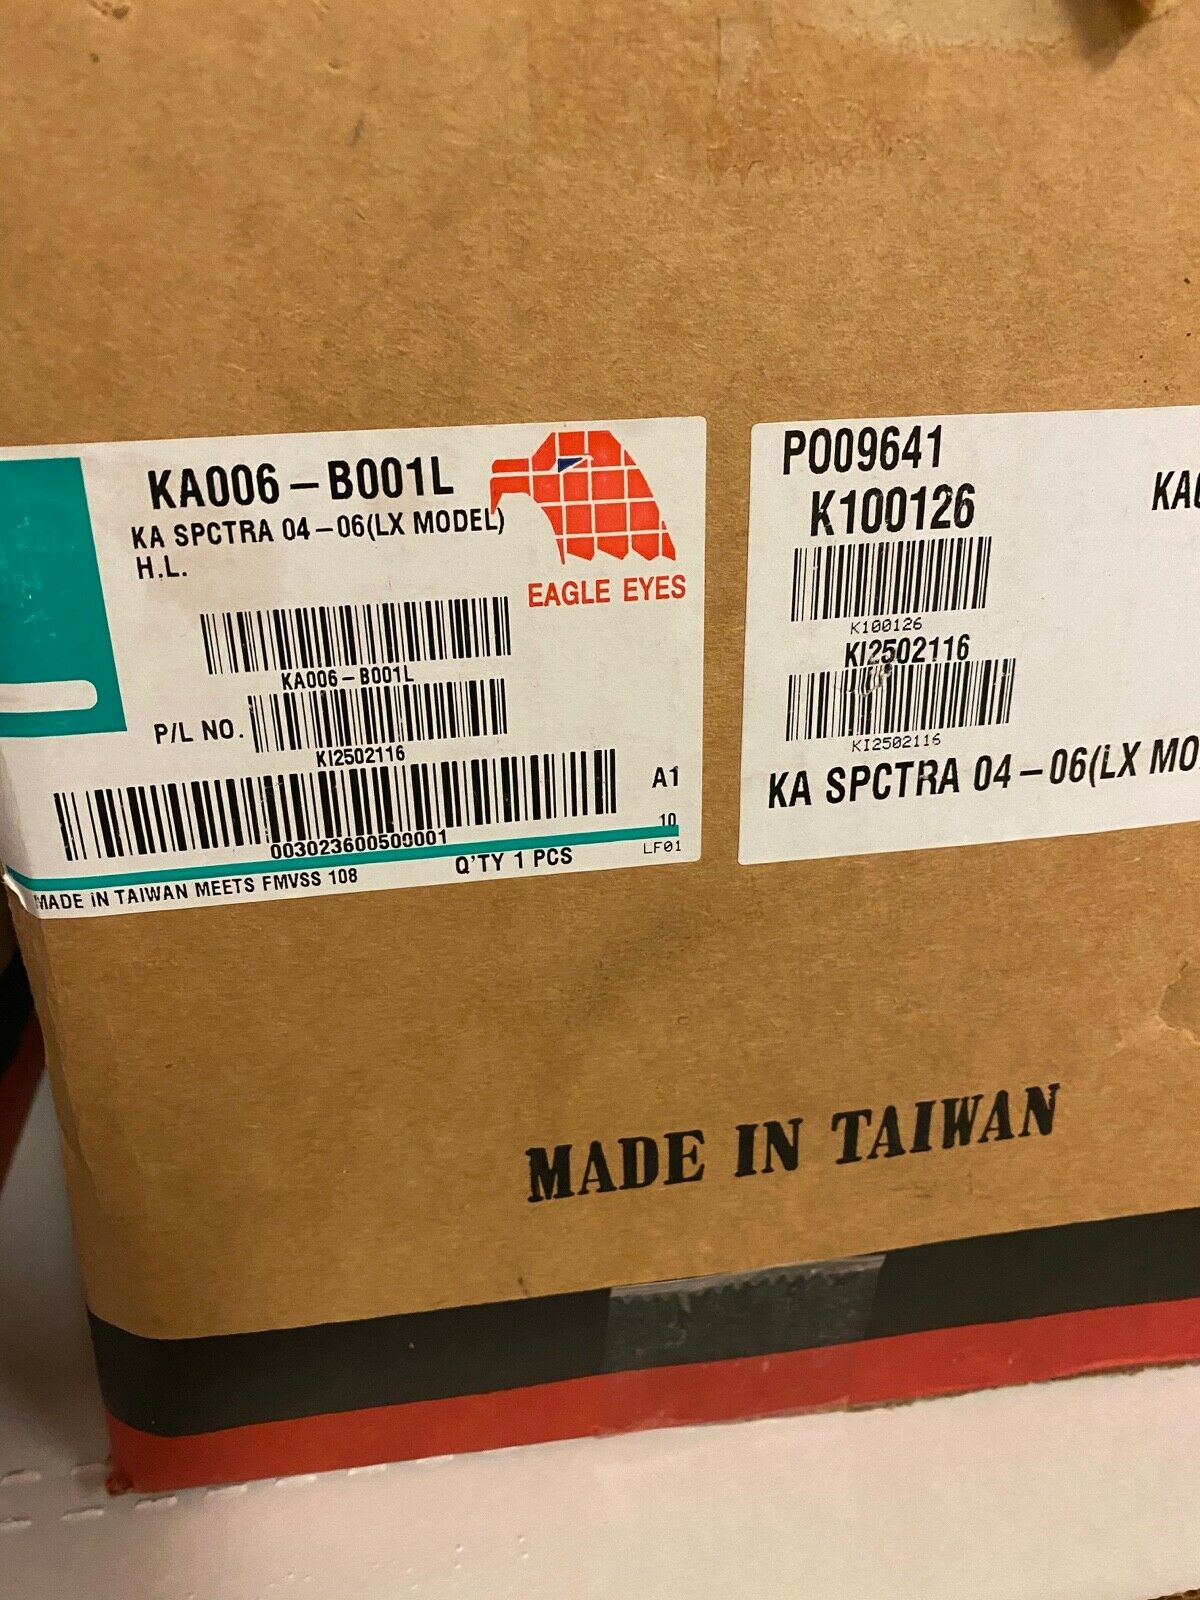 KA006-B001L
KA SPCTRA 04-06(LX MODEL)
H.L.
EAGLE EYES
KA006-B001L
P/L NO.
KI2502116
A1
003023600500001
10
Q'TY 1 PCS
LF01
MADE IN TAIWAN MEETS FMVSS 108
PO09641
K100126
K100126
KI2502116
KI2502116
KA SPCTRA 04-06(LX
MADE IN TAIWAN